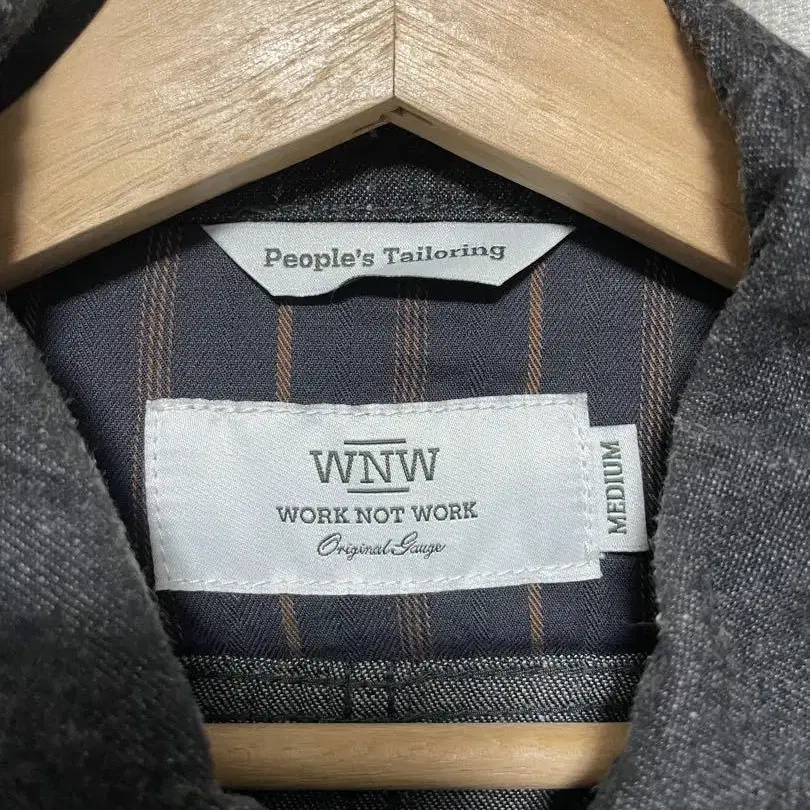 People's Tailoring
WNW
WORK NOT WORK
Original Gauge
MEDIUM